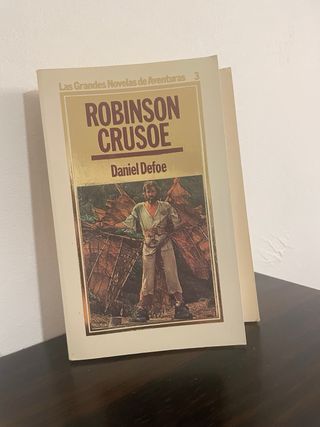 Las Grandes Novelas de Aventuras 3
ROBINSON
CRUSOE
Daniel Defoe